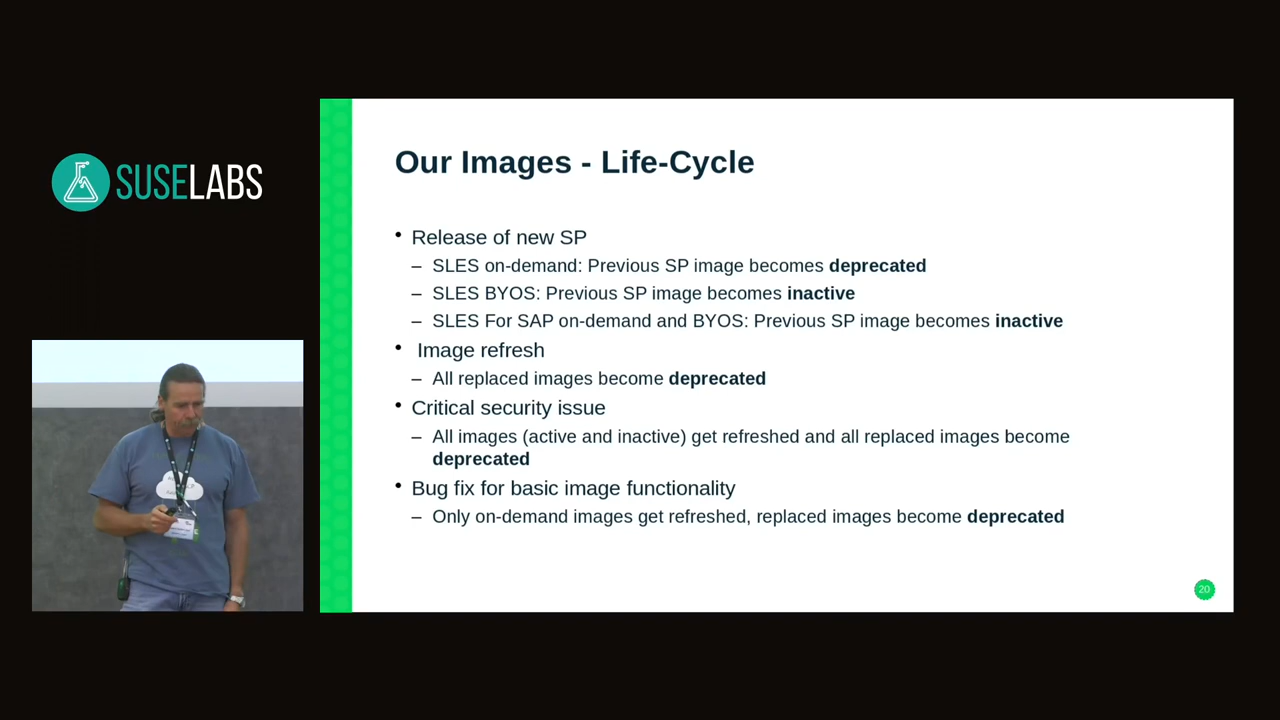 SUSELABS
Our Images - Life-Cycle
• Release of new SP
– SLES on-demand: Previous SP image becomes deprecated
– SLES BYOS: Previous SP image becomes inactive
– SLES For SAP on-demand and BYOS: Previous SP image becomes inactive
• Image refresh
– All replaced images become deprecated
• Critical security issue
– All images (active and inactive) get refreshed and all replaced images become
deprecated
• Bug fix for basic image functionality
– Only on-demand images get refreshed, replaced images become deprecated
20